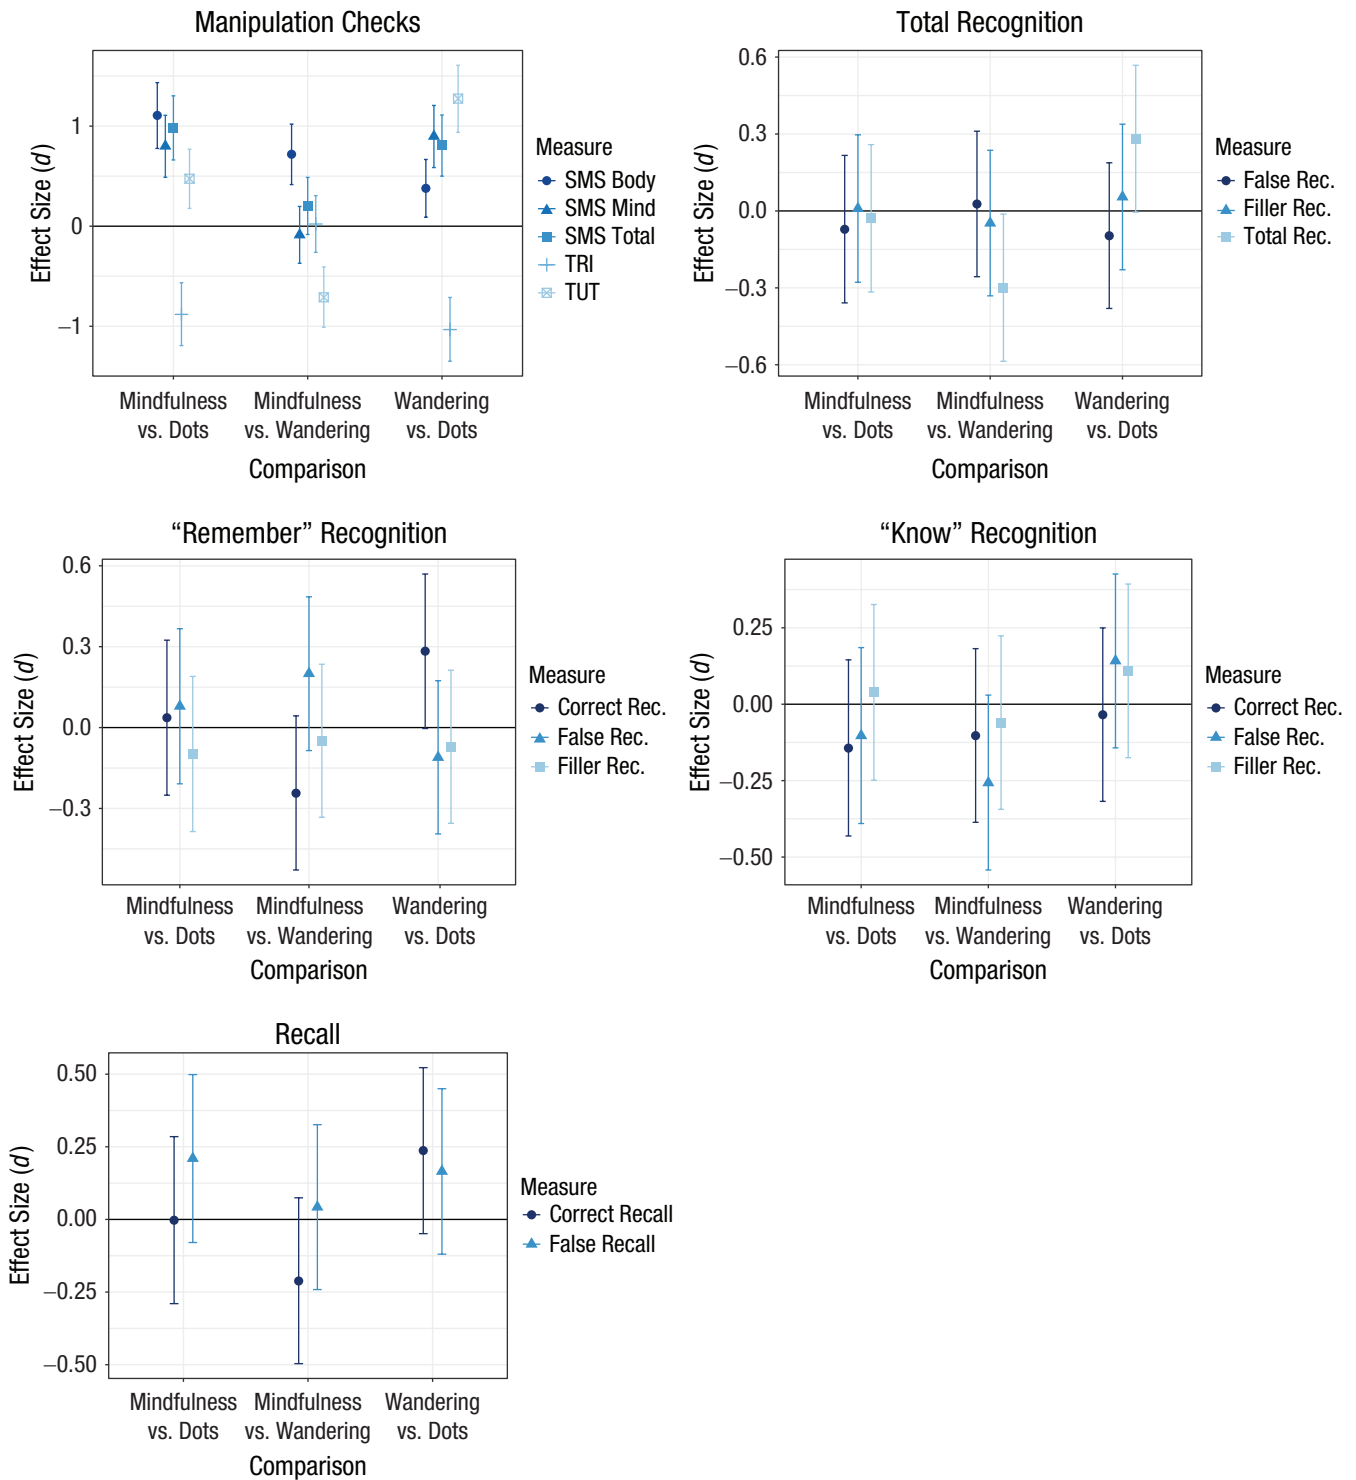 Manipulation Checks
Effect Size (d)
1
0
−1
Mindfulness
vs. Dots
Mindfulness
vs. Wandering
Wandering
vs. Dots
Comparison
Measure
SMS Body
SMS Mind
SMS Total
TRI
TUT
Total Recognition
Effect Size (d)
0.6
0.3
0.0
−0.3
−0.6
Mindfulness
vs. Dots
Mindfulness
vs. Wandering
Wandering
vs. Dots
Comparison
Measure
False Rec.
Filler Rec.
Total Rec.
“Remember” Recognition
Effect Size (d)
0.6
0.3
0.0
−0.3
Mindfulness
vs. Dots
Mindfulness
vs. Wandering
Wandering
vs. Dots
Comparison
Measure
Correct Rec.
False Rec.
Filler Rec.
“Know” Recognition
Effect Size (d)
0.25
0.00
−0.25
−0.50
Mindfulness
vs. Dots
Mindfulness
vs. Wandering
Wandering
vs. Dots
Comparison
Measure
Correct Rec.
False Rec.
Filler Rec.
Recall
Effect Size (d)
0.50
0.25
0.00
−0.25
−0.50
Mindfulness
vs. Dots
Mindfulness
vs. Wandering
Wandering
vs. Dots
Comparison
Measure
Correct Recall
False Recall